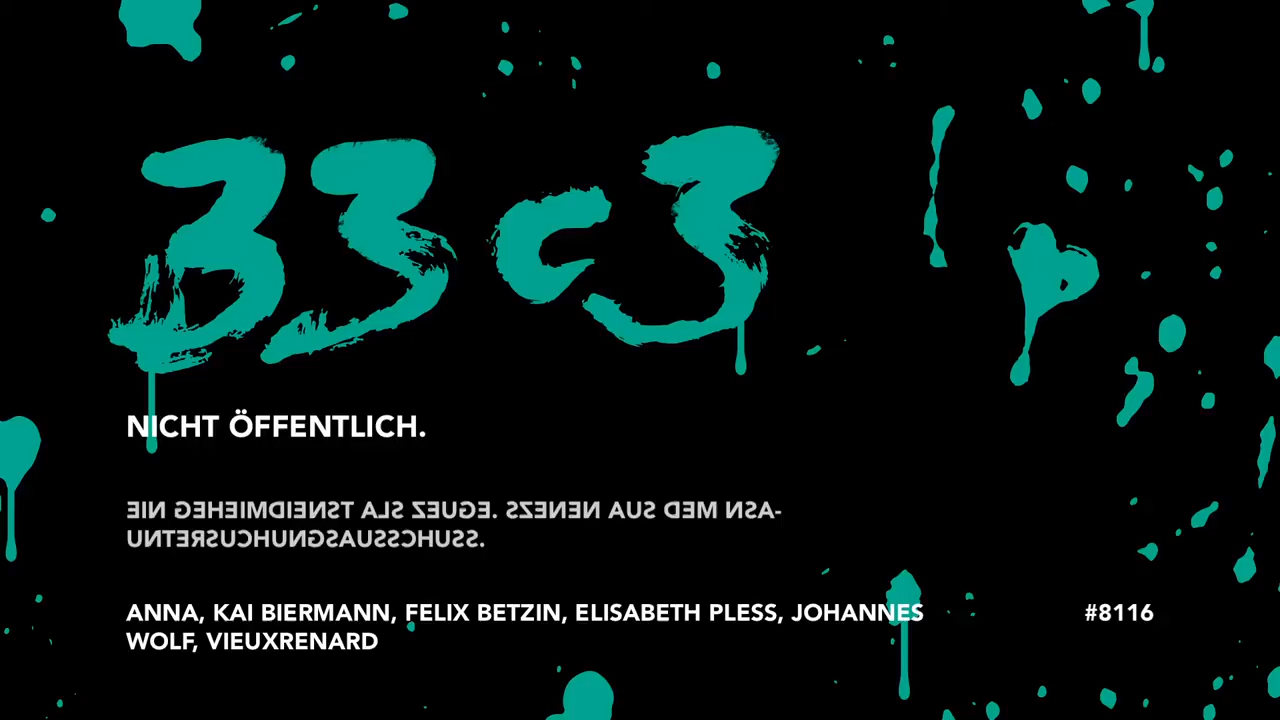 33c3
NICHT ÖFFENTLICH.
EIN GEHEIMDIENST ALS ZEUGE. SZENEN AUS DEM NSA-
UNTERSUCHUNGSAUSSCHUSS.
ANNA, KAI BIERMANN, FELIX BETZIN, ELISABETH PLESS, JOHANNES
WOLF, VIEUXRENARD
#8116